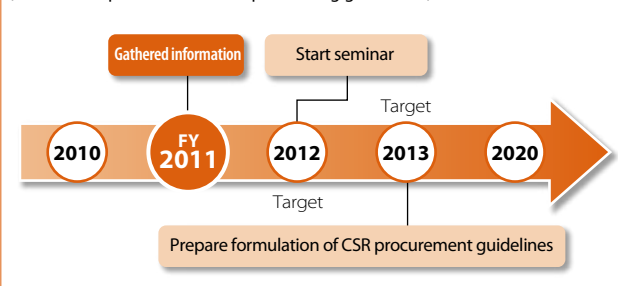 Gathered information
Start seminar
Target
2010
FY
2011
2012
2013
2020
Target
Prepare formulation of CSR procurement guidelines